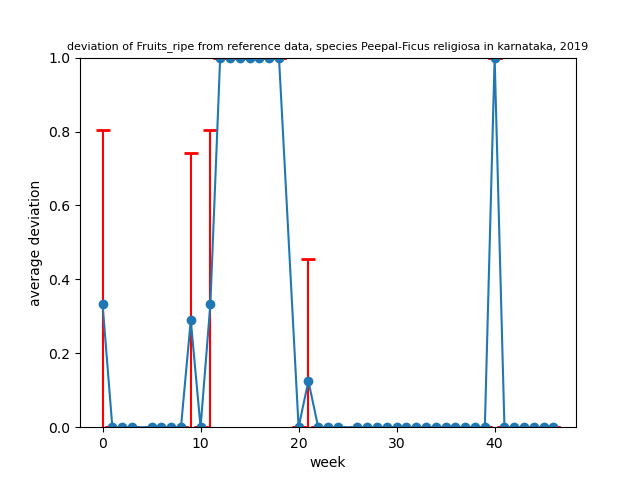 deviation of Fruits_ripe from reference data, species Peepal-Ficus religiosa in karnataka, 2019
1.0
0.8
0.6
0.4
0.2
0.0
average deviation
0 10 20 30 40
week